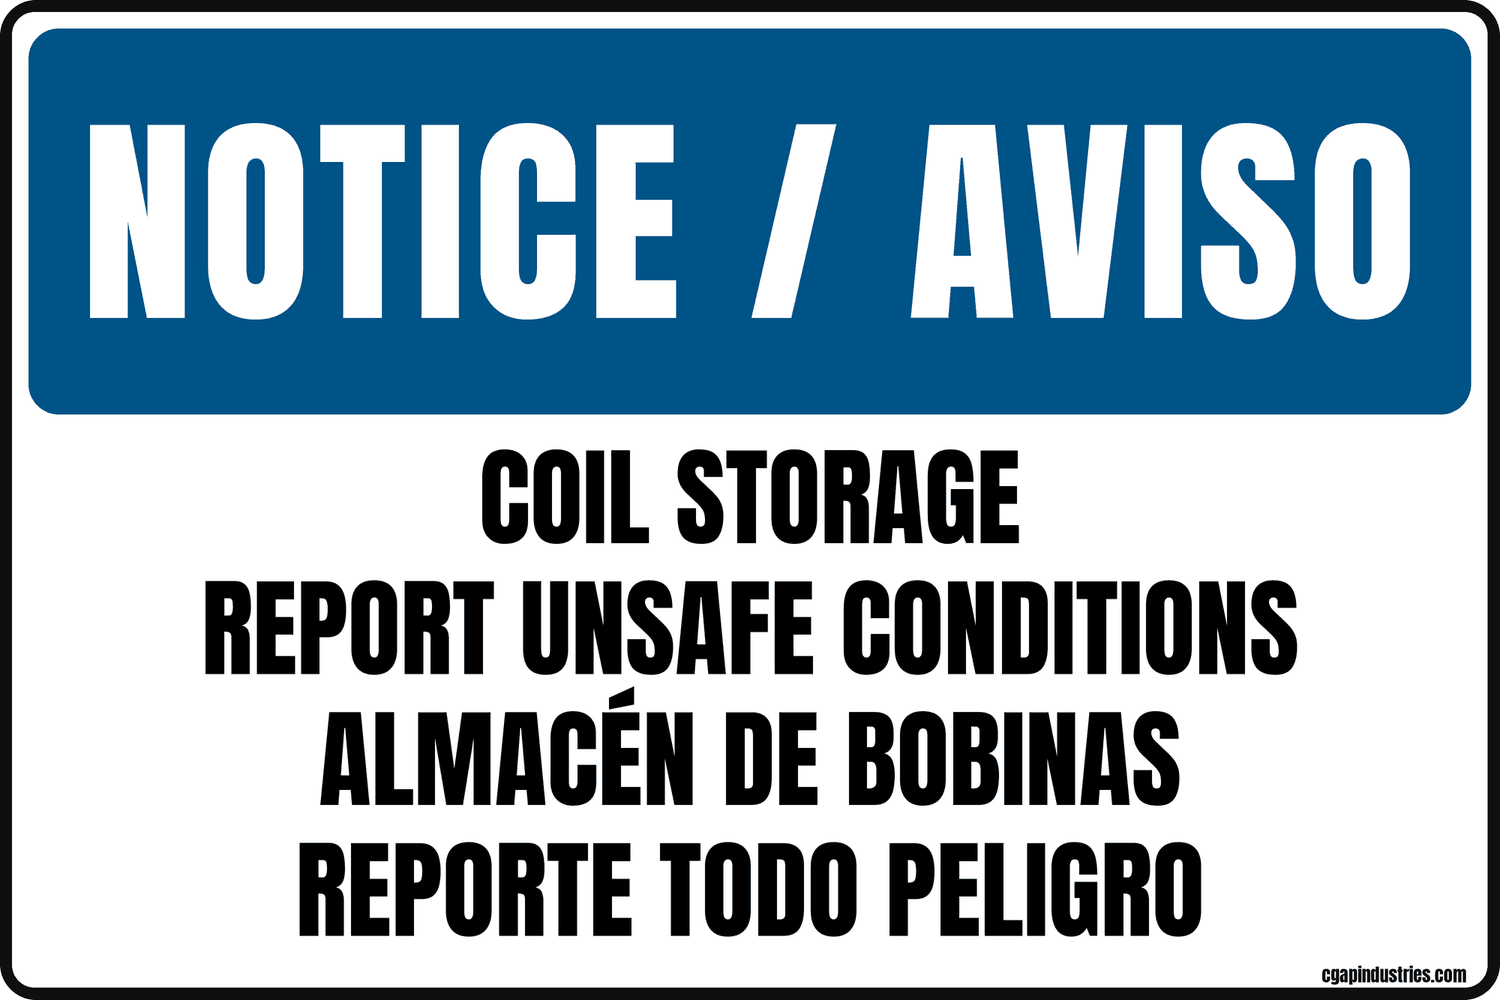 NOTICE / AVISO
COIL STORAGE
REPORT UNSAFE CONDITIONS
ALMACÉN DE BOBINAS
REPORTE TODO PELIGRO
cgapindustries.com